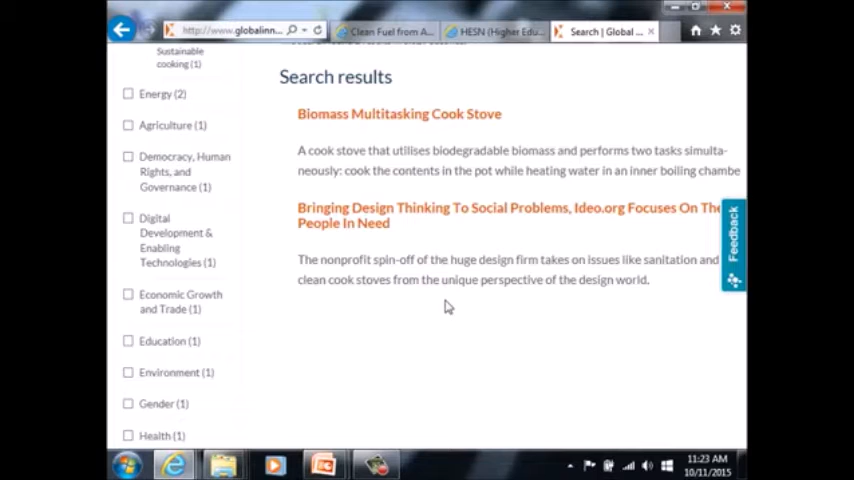 http://www.globalinn...
Clean Fuel from A...
HESN (Higher Edu...
Search | Global ...
Sustainable
cooking (1)
Energy (2)
Agriculture (1)
Democracy, Human
Rights, and
Governance (1)
Digital
Development &
Enabling
Technologies (1)
Economic Growth
and Trade (1)
Education (1)
Environment (1)
Gender (1)
Health (1)
Search results
Biomass Multitasking Cook Stove
A cook stove that utilises biodegradable biomass and performs two tasks simulta-
neously: cook the contents in the pot while heating water in an inner boiling chambe
Bringing Design Thinking To Social Problems, Ideo.org Focuses On The
People In Need
The nonprofit spin-off of the huge design firm takes on issues like sanitation and
clean cook stoves from the unique perspective of the design world.
Feedback
11:23 AM
10/11/2015